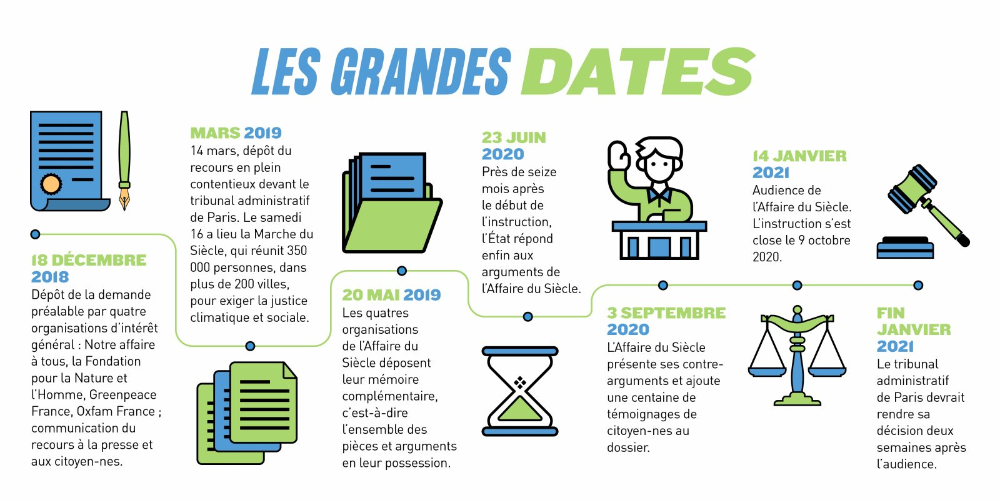 LES GRANDES DATES
18 DÉCEMBRE
2018
Dépôt de la demande
préalable par quatre
organisations d’intérêt
général : Notre affaire
à tous, la Fondation
pour la Nature et
l’Homme, Greenpeace
France, Oxfam France ;
communication du
recours à la presse et
aux citoyen-nes.
MARS 2019
14 mars, dépôt du
recours en plein
contentieux devant le
tribunal administratif
de Paris. Le samedi
16 a lieu la Marche du
Siècle, qui réunit 350
000 personnes, dans
plus de 200 villes,
pour exiger la justice
climatique et sociale.
20 MAI 2019
Les quatres
organisations
de l’Affaire du
Siècle déposent
leur mémoire
complémentaire,
c’est-à-dire
l’ensemble des
pièces et arguments
en leur possession.
23 JUIN
2020
Près de seize
mois après
le début de
l’instruction,
l’État répond
enfin aux
arguments de
l’Affaire du Siècle.
3 SEPTEMBRE
2020
L’Affaire du Siècle
présente ses contre-
arguments et ajoute
une centaine de
témoignages de
citoyen-nes au
dossier.
14 JANVIER
2021
Audience de
l’Affaire du Siècle.
L’instruction s’est
close le 9 octobre
2020.
FIN
JANVIER
2021
Le tribunal
administratif
de Paris devrait
rendre sa
décision deux
semaines après
l’audience.